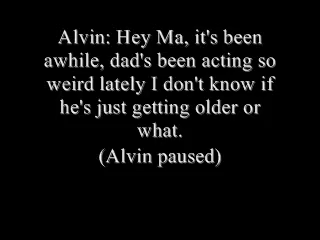 Alvin: Hey Ma, it's been
awhile, dad's been acting so
weird lately I don't know if
he's just getting older or
what.
(Alvin paused)